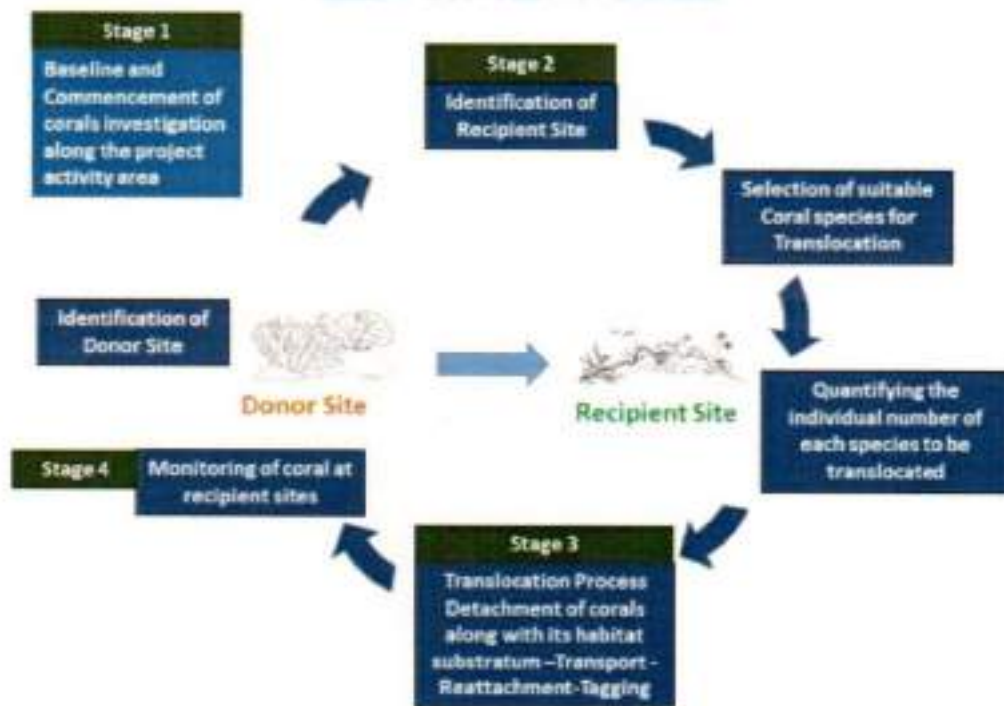 Stage 1
Baseline and
Commencement of
corals investigation
along the project
activity area
Stage 2
Identification of
Recipient Site
Selection of suitable
Coral species for
Translocation
Identification of
Donor Site
Donor Site
Recipient Site
Quantifying the
individual number of
each species to be
translocated
Stage 3
Translocation Process
Detachment of corals
along with its habitat
substratum –Transport -
Reattachment-Tagging
Stage 4
Monitoring of coral at
recipient sites